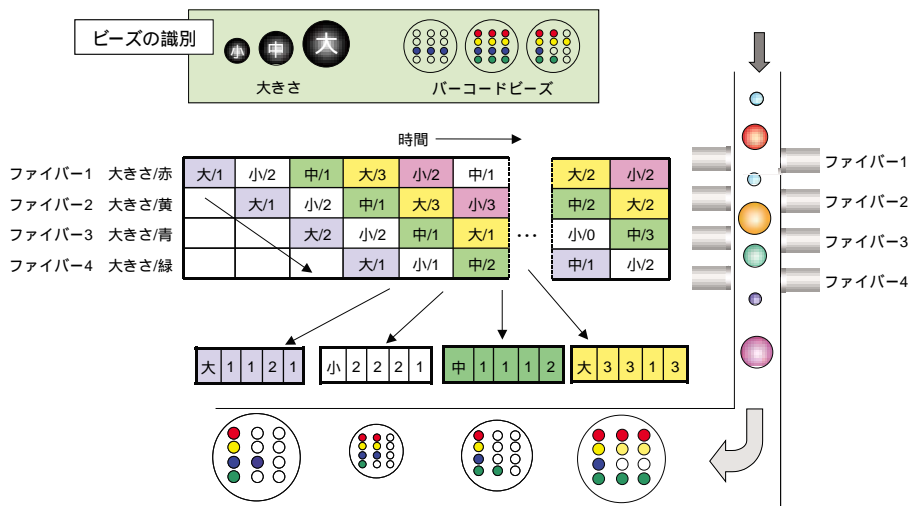 ビーズの識別
小 中 大
大きさ バーコードビーズ
時間
ファイバー1 大きさ/赤 大/1 小/2 中/1 大/3 小/2 中/1 大/2 小/2
ファイバー2 大きさ/黄 大/1 小/2 中/1 大/3 小/3 中/2 大/2
ファイバー3 大きさ/青 大/2 小/2 中/1 大/1 … 小/0 中/3
ファイバー4 大きさ/緑 大/1 小/1 中/2 中/1 小/2
ファイバー1
ファイバー2
ファイバー3
ファイバー4
大 1 1 2 1
小 2 2 2 1
中 1 1 1 2
大 3 3 1 3